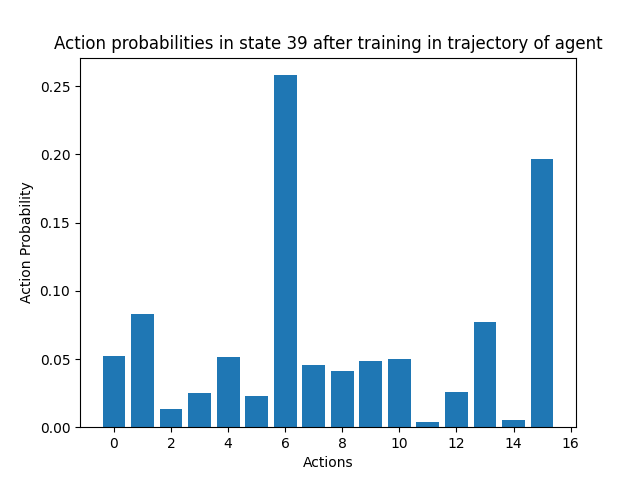 Action probabilities in state 39 after training in trajectory of agent
Action Probability
0.25
0.20
0.15
0.10
0.05
0.00
0 2 4 6 8 10 12 14 16
Actions